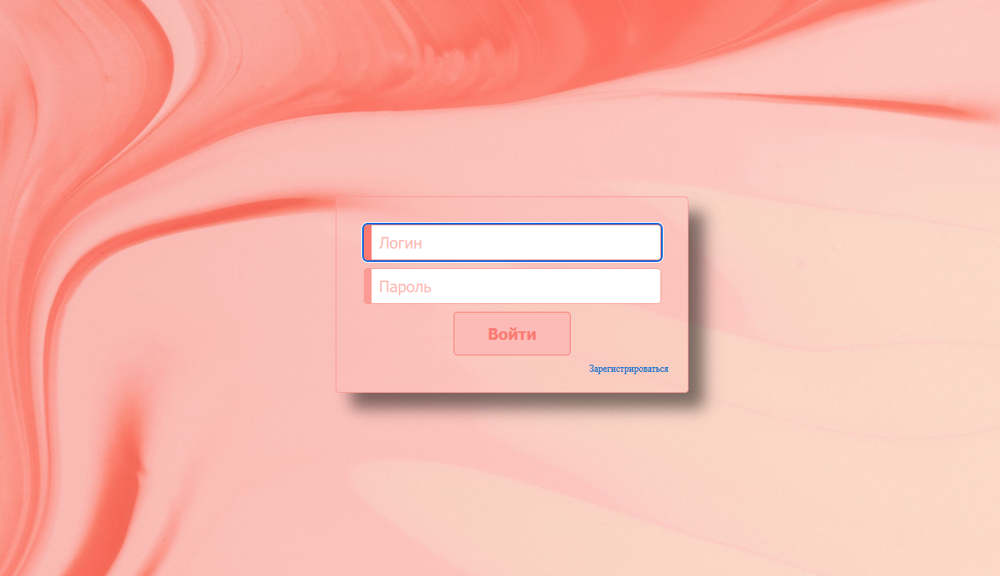 Логин
Пароль
Войти
Зарегистрироваться